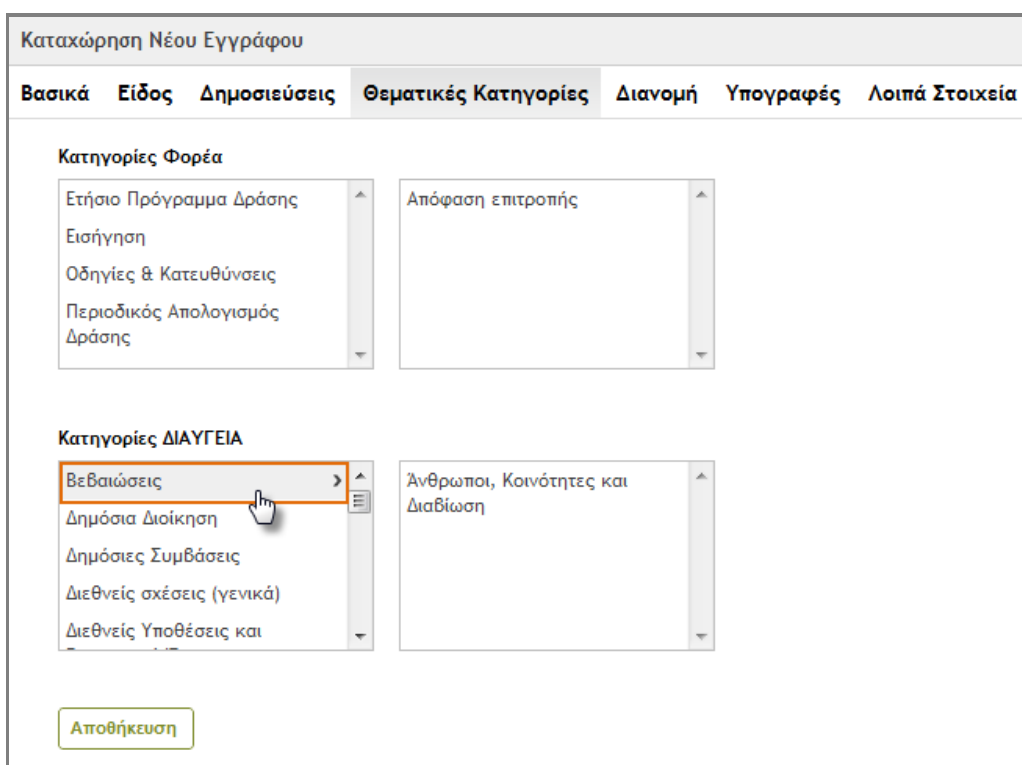 Καταχώρηση Νέου Εγγράφου
Βασικά Είδος Δημοσιεύσεις Θεματικές Κατηγορίες Διανομή Υπογραφές Λοιπά Στοιχεία
Κατηγορίες Φορέα
Ετήσιο Πρόγραμμα Δράσης
Εισήγηση
Οδηγίες & Κατευθύνσεις
Περιοδικός Απολογισμός
Δράσης
Απόφαση επιτροπής
Κατηγορίες ΔΙΑΥΓΕΙΑ
Βεβαιώσεις
Δημόσια Διοίκηση
Δημόσιες Συμβάσεις
Διεθνείς σχέσεις (γενικά)
Διεθνείς Υποθέσεις και
Άνθρωποι, Κοινότητες και
Διαβίωση
Αποθήκευση